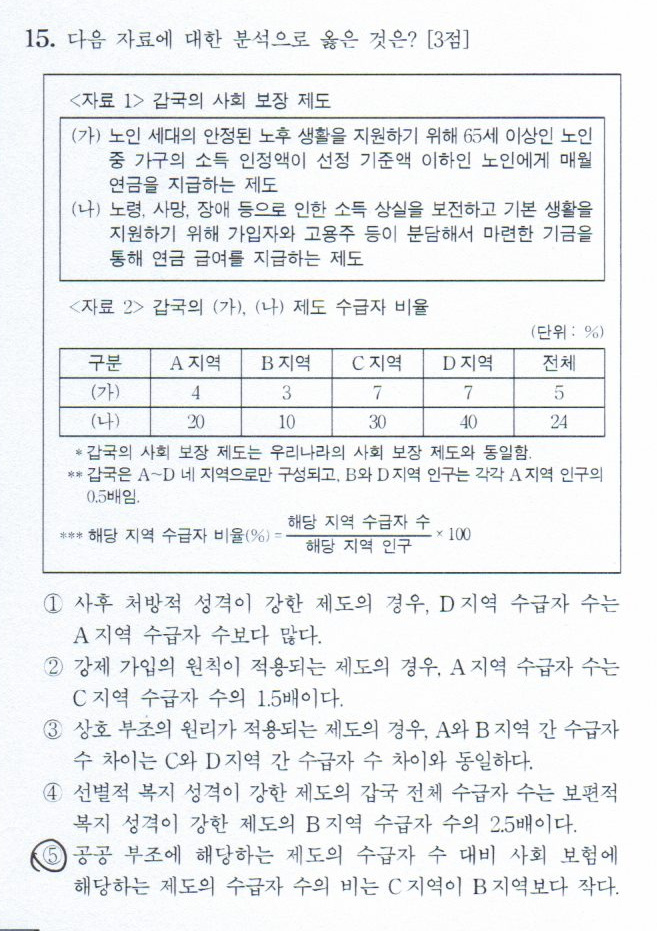 15. 다음 자료에 대한 분석으로 옳은 것은? [3점]
<자료 1> 갑국의 사회 보장 제도
(가) 노인 세대의 안정된 노후 생활을 지원하기 위해 65세 이상인 노인
중 가구의 소득 인정액이 선정 기준액 이하인 노인에게 매월
연금을 지급하는 제도
(나) 노령, 사망, 장애 등으로 인한 소득 상실을 보전하고 기본 생활을
지원하기 위해 가입자와 고용주 등이 분담해서 마련한 기금을
통해 연금 급여를 지급하는 제도
<자료 2> 갑국의 (가), (나) 제도 수급자 비율
(단위 : %)
구분 A 지역 B 지역 C 지역 D 지역 전체
(가) 4 3 7 7 5
(나) 20 10 30 40 24
* 갑국의 사회 보장 제도는 우리나라의 사회 보장 제도와 동일함.
** 갑국은 A~D 네 지역으로만 구성되고, B와 D 지역 인구는 각각 A 지역 인구의
0.5배임.
*** 해당 지역 수급자 비율(%) = 해당 지역 수급자 수 / 해당 지역 인구 × 100
① 사후 처방적 성격이 강한 제도의 경우, D 지역 수급자 수는
A 지역 수급자 수보다 많다.
② 강제 가입의 원칙이 적용되는 제도의 경우, A 지역 수급자 수는
C 지역 수급자 수의 1.5배이다.
③ 상호 부조의 원리가 적용되는 제도의 경우, A와 B 지역 간 수급자
수 차이는 C와 D 지역 간 수급자 수 차이와 동일하다.
④ 선별적 복지 성격이 강한 제도의 갑국 전체 수급자 수는 보편적
복지 성격이 강한 제도의 B 지역 수급자 수의 2.5배이다.
⑤ 공공 부조에 해당하는 제도의 수급자 수 대비 사회 보험에
해당하는 제도의 수급자 수의 비는 C 지역이 B 지역보다 작다.